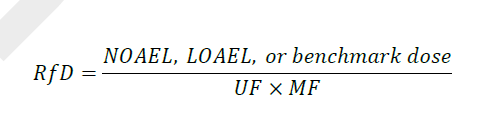 NOAEL, LOAEL, or benchmark dose
RfD =
UF × MF